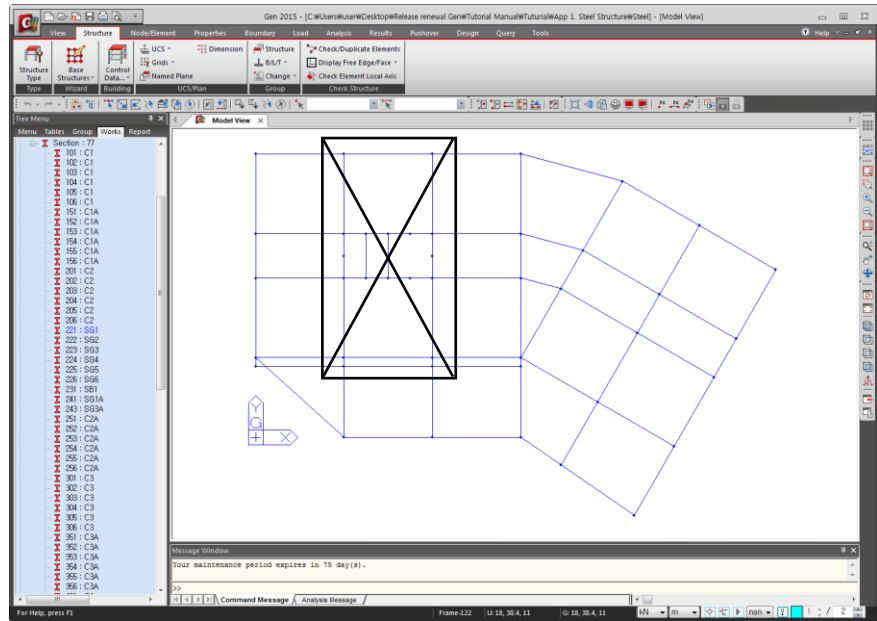 Gen 2015 - [C:₩Users₩user₩Desktop₩Release renewal Gen₩Tutorial Manual₩Tuturial₩App 1. Steel Structure₩Steel] - [Model View]
View Structure Node/Element Properties Boundary Load Analysis Results Pushover Design Query Tools Help
Structure Type
Base Structures
Control Data...
UCS
Grids
Named Plane
Dimension
Structure
B/L/T
Change
Check/Duplicate Elements
Display Free Edge/Face
Check Element Local Axis
Type Wizard Building UCS/Plan Group Check Structure
Tree Menu
Menu Tables Group Works Report
Model View
Section : 77
101 : C1
102 : C1
103 : C1
104 : C1
105 : C1
106 : C1
151 : C1A
152 : C1A
153 : C1A
154 : C1A
155 : C1A
156 : C1A
201 : C2
202 : C2
203 : C2
204 : C2
205 : C2
206 : C2
221 : SG1
222 : SG2
223 : SG3
224 : SG4
225 : SG5
226 : SG6
231 : SB1
241 : SG1A
243 : SG3A
251 : C2A
252 : C2A
253 : C2A
254 : C2A
255 : C2A
256 : C2A
301 : C3
302 : C3
303 : C3
304 : C3
305 : C3
306 : C3
351 : C3A
352 : C3A
353 : C3A
354 : C3A
355 : C3A
356 : C3A
Y
G
X
Message Window
Your maintenance period expires in 75 day(s).
>>
Command Message Analysis Message
For Help, press F1
Frame-122 U: 18, 38.4, 11 G: 18, 38.4, 11 kN m non ? 1 / 2